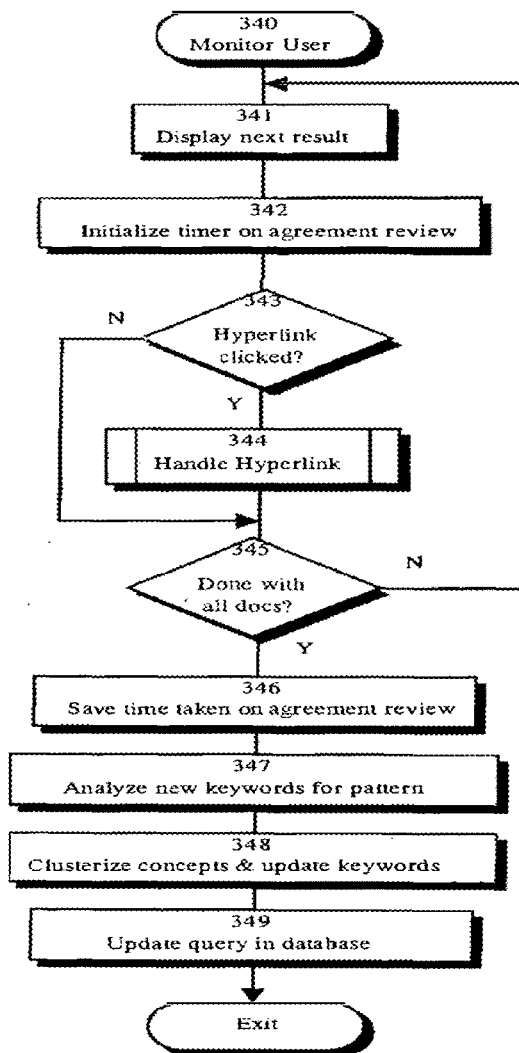 340
Monitor User
341
Display next result
342
Initialize timer on agreement review
343
N
Hyperlink
clicked?
Y
344
Handle Hyperlink
345
N
Done with
all docs?
Y
346
Save time taken on agreement review
347
Analyze new keywords for pattern
348
Clusterize concepts & update keywords
349
Update query in database
Exit